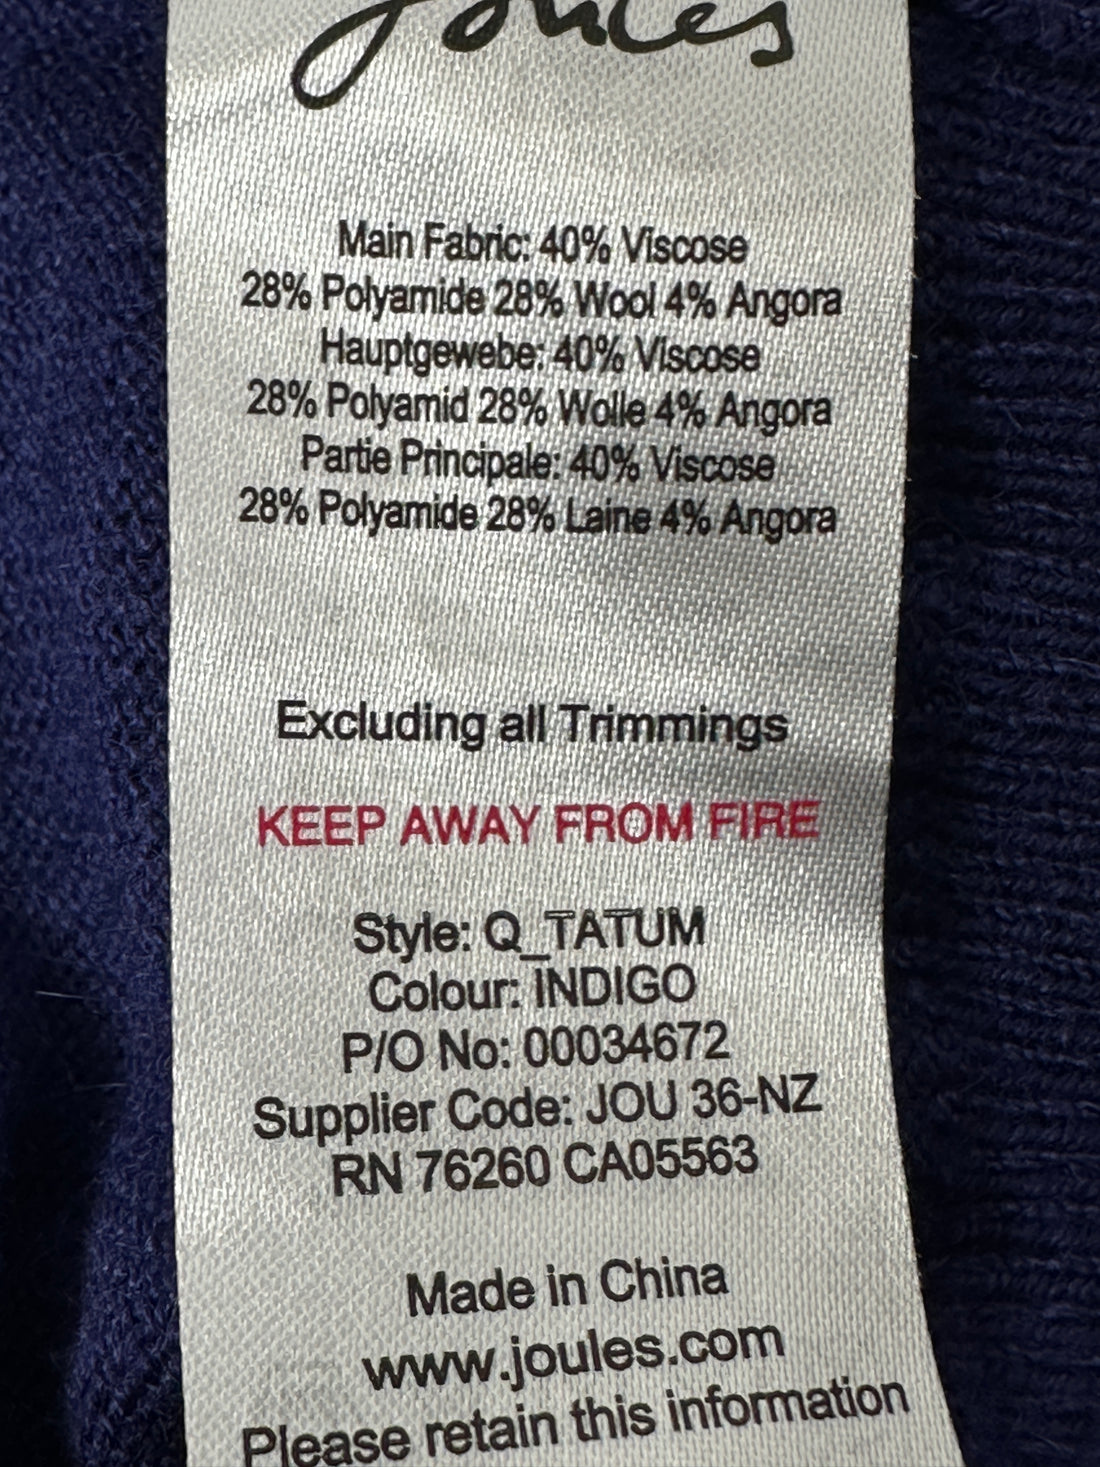 Joules
Main Fabric: 40% Viscose
28% Polyamide 28% Wool 4% Angora
Hauptgewebe: 40% Viscose
28% Polyamid 28% Wolle 4% Angora
Partie Principale: 40% Viscose
28% Polyamide 28% Laine 4% Angora
Excluding all Trimmings
KEEP AWAY FROM FIRE
Style: Q_TATUM
Colour: INDIGO
P/O No: 00034672
Supplier Code: JOU 36-NZ
RN 76260 CA05563
Made in China
www.joules.com
Please retain this information